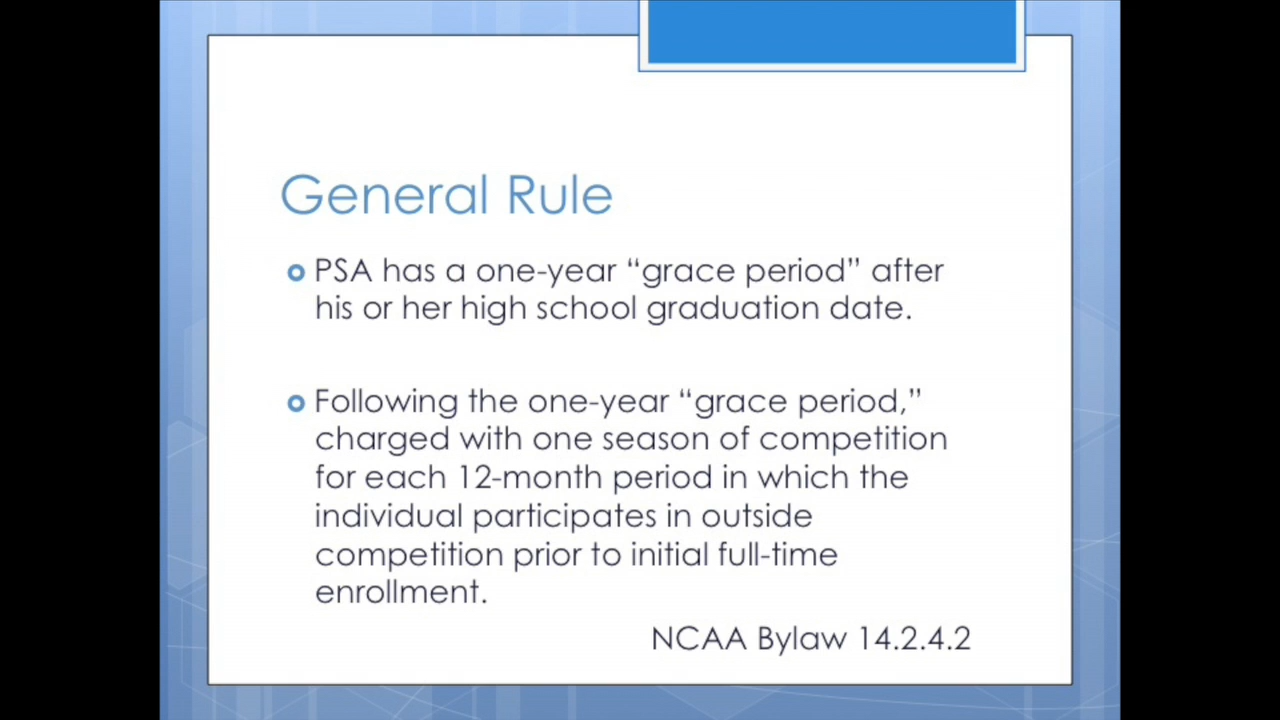 General Rule
PSA has a one-year “grace period” after
his or her high school graduation date.
Following the one-year “grace period,”
charged with one season of competition
for each 12-month period in which the
individual participates in outside
competition prior to initial full-time
enrollment.
NCAA Bylaw 14.2.4.2